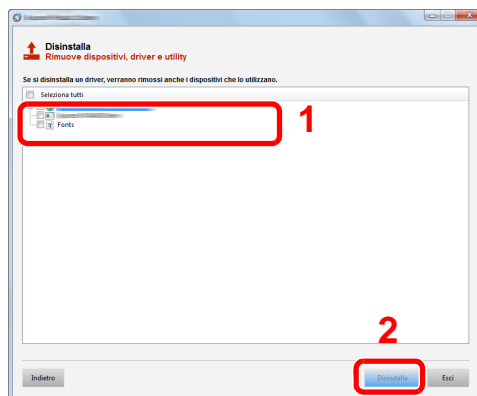 Disinstalla
Rimuove dispositivi, driver e utility
Se si disinstalla un driver, verranno rimossi anche i dispositivi che lo utilizzano.
Seleziona tutti
1
Fonts
2
Indietro
Disinstalla
Esci